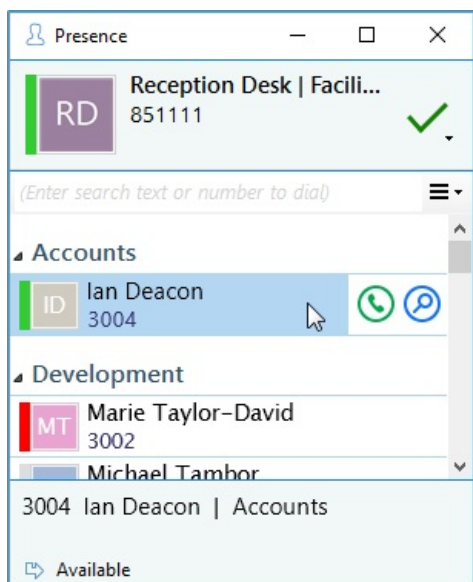 Presence
Reception Desk | Facili...
RD
851111
(Enter search text or number to dial)
Accounts
Ian Deacon
ID
3004
Development
Marie Taylor-David
MT
3002
Michael Tambor
3004 Ian Deacon | Accounts
Available